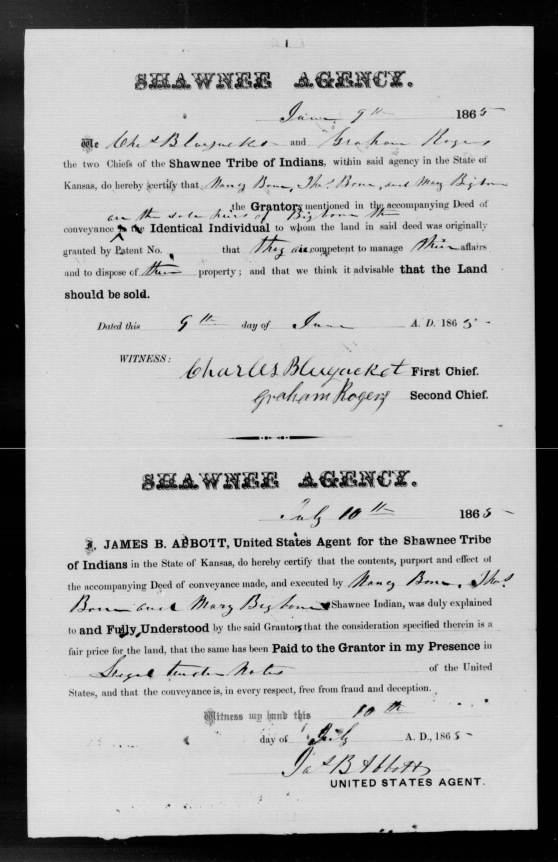 1
SHAWNEE AGENCY.
June 9th 1865
We Chas Bluejacket and Graham Rogers
the two Chiefs of the Shawnee Tribe of Indians, within said agency in the State of
Kansas, do hereby certify that Nancy Bone, Thos. Bone, and Mary Bigbone
the Grantors mentioned in the accompanying Deed of
are the sole heirs of Bigbone the
conveyance is the Identical Individual to whom the land in said deed was originally
granted by Patent No. that they are competent to manage their affairs
and to dispose of their property; and that we think it advisable that the Land
should be sold.
Dated this 9th day of June A. D. 1865
WITNESS:
Charles Bluejacket First Chief.
Graham Rogers Second Chief.
SHAWNEE AGENCY.
July 10th 1865
I, JAMES B. ABBOTT, United States Agent for the Shawnee Tribe
of Indians in the State of Kansas, do hereby certify that the contents, purport and effect of
the accompanying Deed of conveyance made, and executed by Nancy Bone, Thos.
Bone and Mary Bigbone Shawnee Indian, was duly explained
to and Fully Understood by the said Grantors that the consideration specified therein is a
fair price for the land, that the same has been Paid to the Grantor in my Presence in
Legal tender Notes of the United
States, and that the conveyance is, in every respect, free from fraud and deception.
Witness my hand this 10th
day of July A. D., 1865
Jas B Abbott
UNITED STATES AGENT.